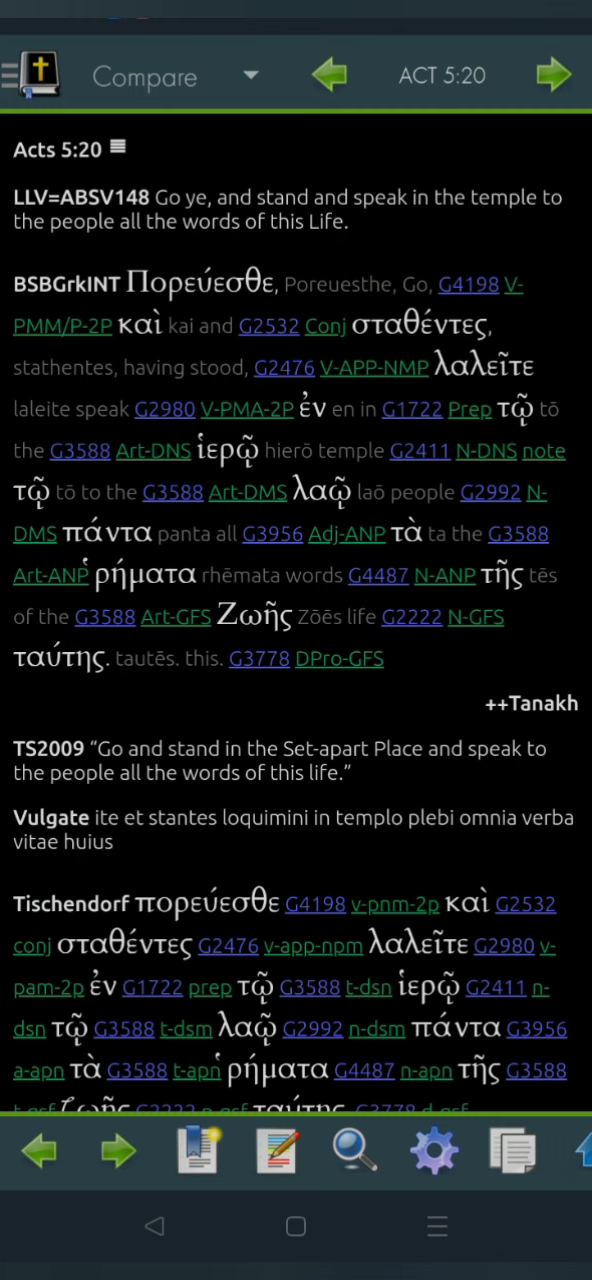 Compare
ACT 5:20
Acts 5:20
LLV=ABSV148 Go ye, and stand and speak in the temple to
the people all the words of this Life.
BSBGrkINT Πορεύεσθε, Poreuesthe, Go, G4198 V-
PMM/P-2P καὶ kai and G2532 Conj σταθέντες,
stathentes, having stood, G2476 V-APP-NMP λαλεῖτε
laleite speak G2980 V-PMA-2P ἐν en in G1722 Prep τῷ tō
the G3588 Art-DNS ἱερῷ hierō temple G2411 N-DNS note
τῷ tō to the G3588 Art-DMS λαῷ laō people G2992 N-
DMS πάντα panta all G3956 Adj-ANP τὰ ta the G3588
Art-ANP ῥήματα rhēmata words G4487 N-ANP τῆς tēs
of the G3588 Art-GFS Ζωῆς Zōēs life G2222 N-GFS
ταύτης. tautēs. this. G3778 DPro-GFS
++Tanakh
TS2009 “Go and stand in the Set-apart Place and speak to
the people all the words of this life.”
Vulgate ite et stantes loquimini in templo plebi omnia verba
vitae huius
Tischendorf πορεύεσθε G4198 v-pnm-2p καὶ G2532
conj σταθέντες G2476 v-app-npm λαλεῖτε G2980 v-
pam-2p ἐν G1722 prep τῷ G3588 t-dsn ἱερῷ G2411 n-
dsn τῷ G3588 t-dsm λαῷ G2992 n-dsm πάντα G3956
a-apn τὰ G3588 t-apn ῥήματα G4487 n-apn τῆς G3588
t-gsf ζωῆς G2222 n-gsf ταύτης G3778 d-gsf